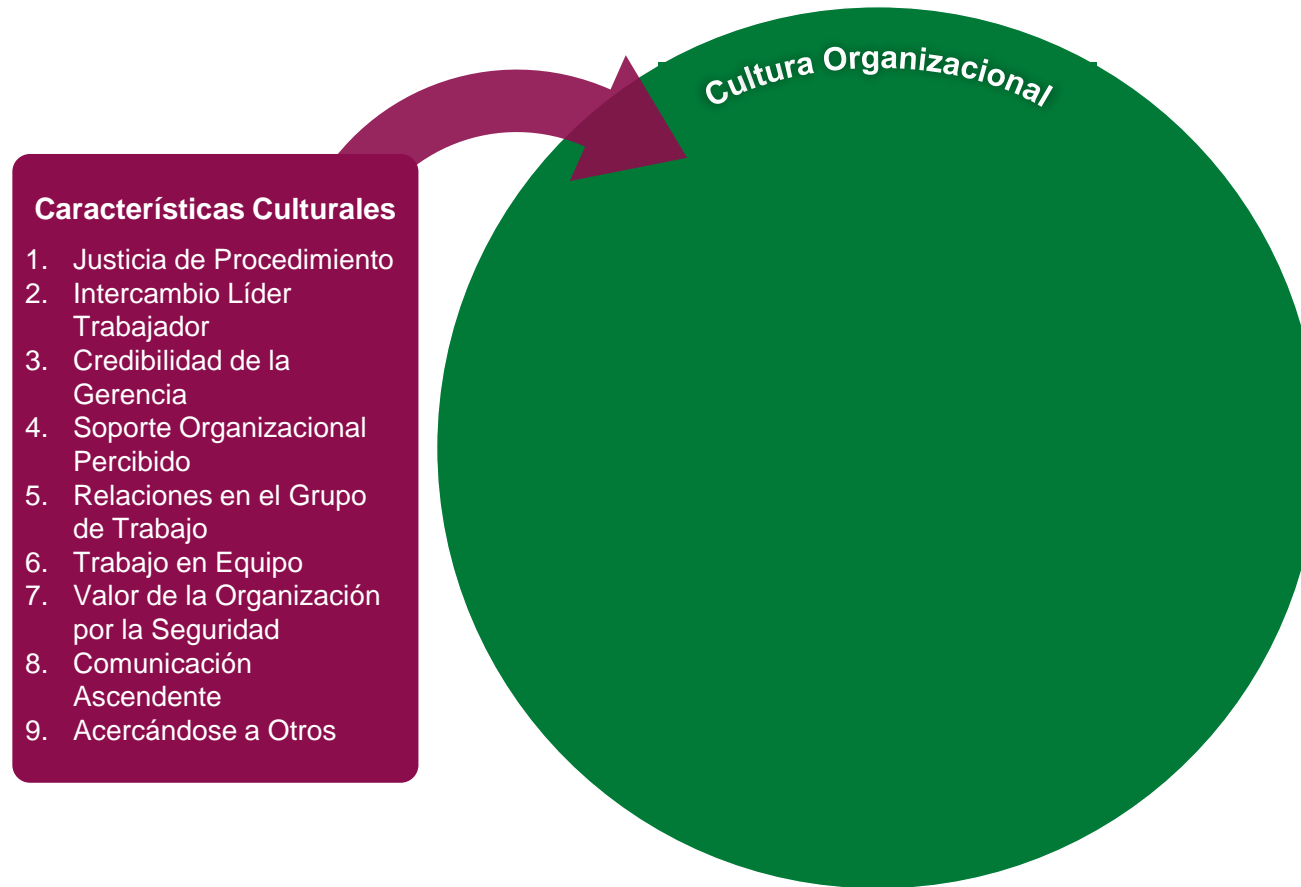 Cultura Organizacional
Características Culturales
1. Justicia de Procedimiento
2. Intercambio Líder
Trabajador
3. Credibilidad de la
Gerencia
4. Soporte Organizacional
Percibido
5. Relaciones en el Grupo
de Trabajo
6. Trabajo en Equipo
7. Valor de la Organización
por la Seguridad
8. Comunicación
Ascendente
9. Acercándose a Otros